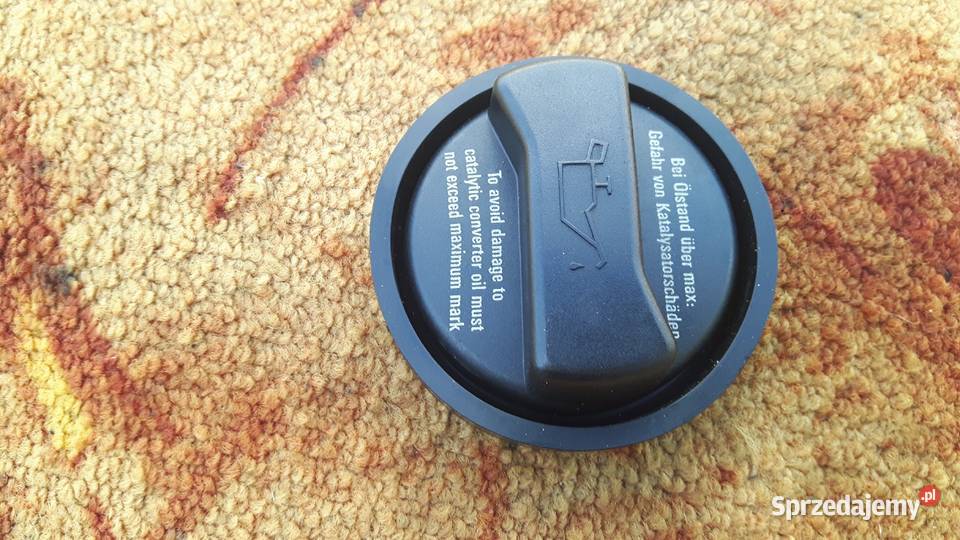 To avoid damage to
catalytic converter oil must
not exceed maximum mark
Bei Ölstand über max:
Gefahr von Katalysatorschäden
Sprzedajemy.pl